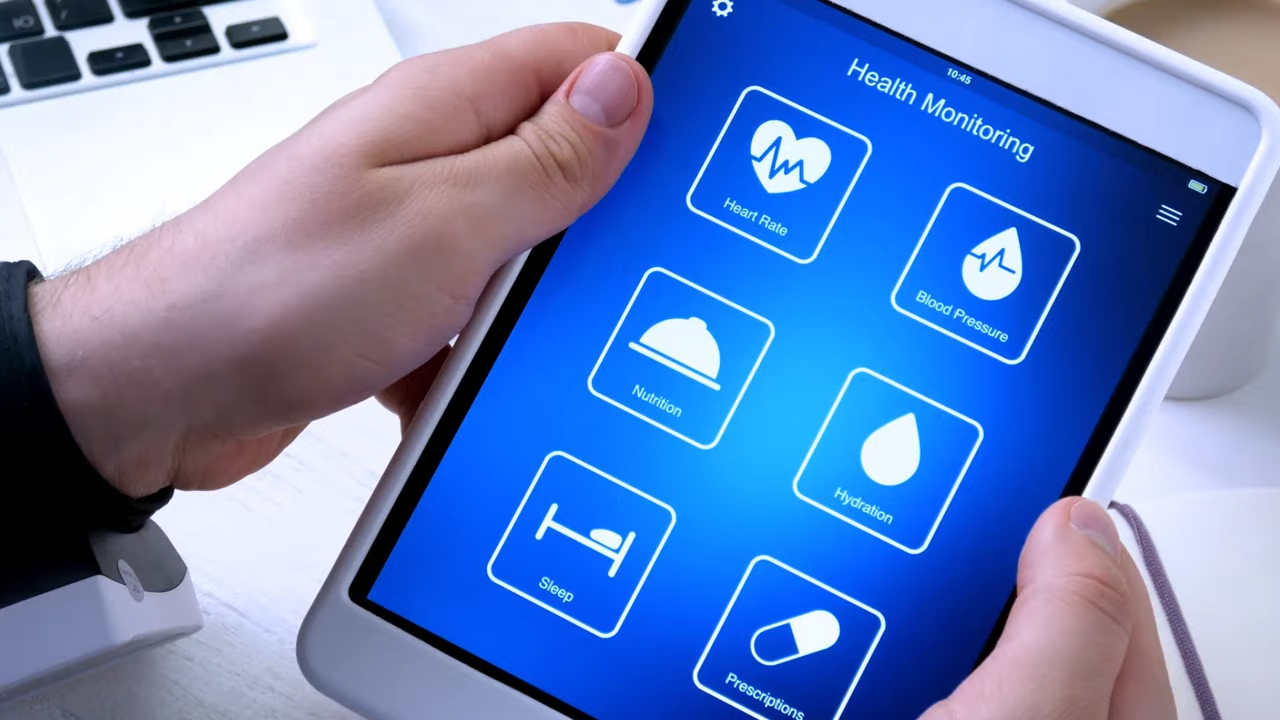 10:45
Health Monitoring
Heart Rate
Blood Pressure
Nutrition
Hydration
Sleep
Prescriptions